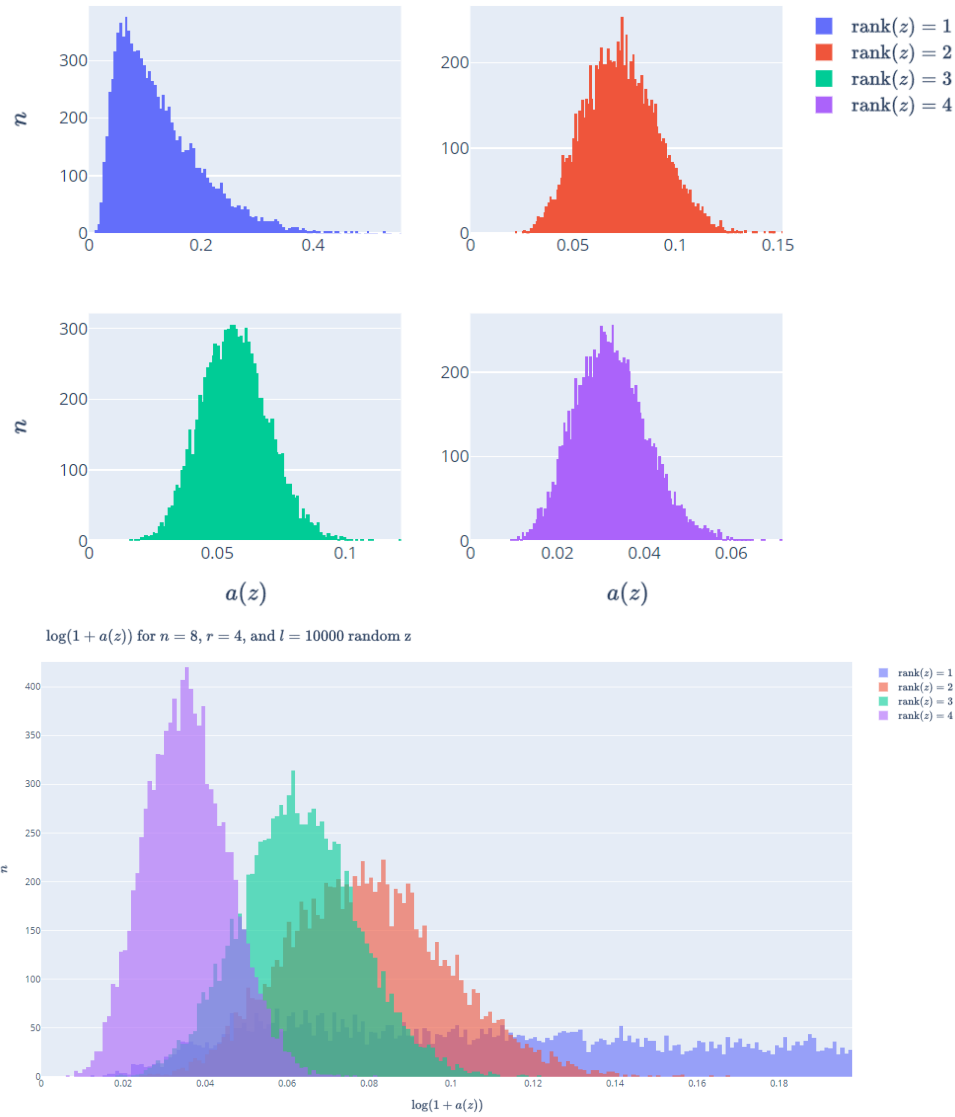 rank(z) = 1
rank(z) = 2
rank(z) = 3
rank(z) = 4
n
300
200
100
0
0 0.2 0.4
200
100
0
0 0.05 0.1 0.15
n
300
200
100
0
0 0.05 0.1
a(z)
200
100
0
0 0.02 0.04 0.06
a(z)
log(1 + a(z)) for n = 8, r = 4, and l = 10000 random z
rank(z) = 1
rank(z) = 2
rank(z) = 3
rank(z) = 4
n
400
350
300
250
200
150
100
50
0
0 0.02 0.04 0.06 0.08 0.1 0.12 0.14 0.16 0.18
log(1 + a(z))